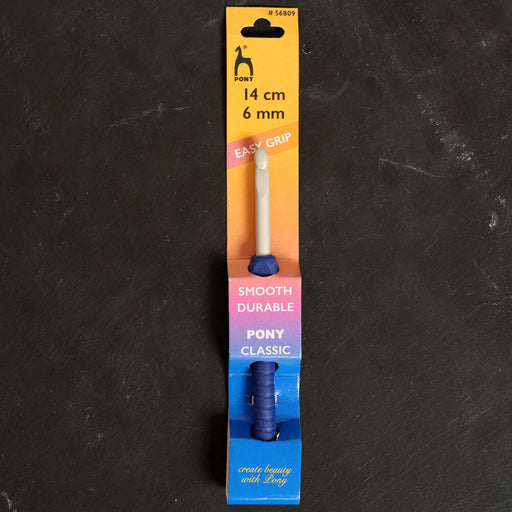 # 56809
®
PONY
14 cm
6 mm
EASY GRIP
SMOOTH
DURABLE
PONY
CLASSIC
create beauty
with Pony